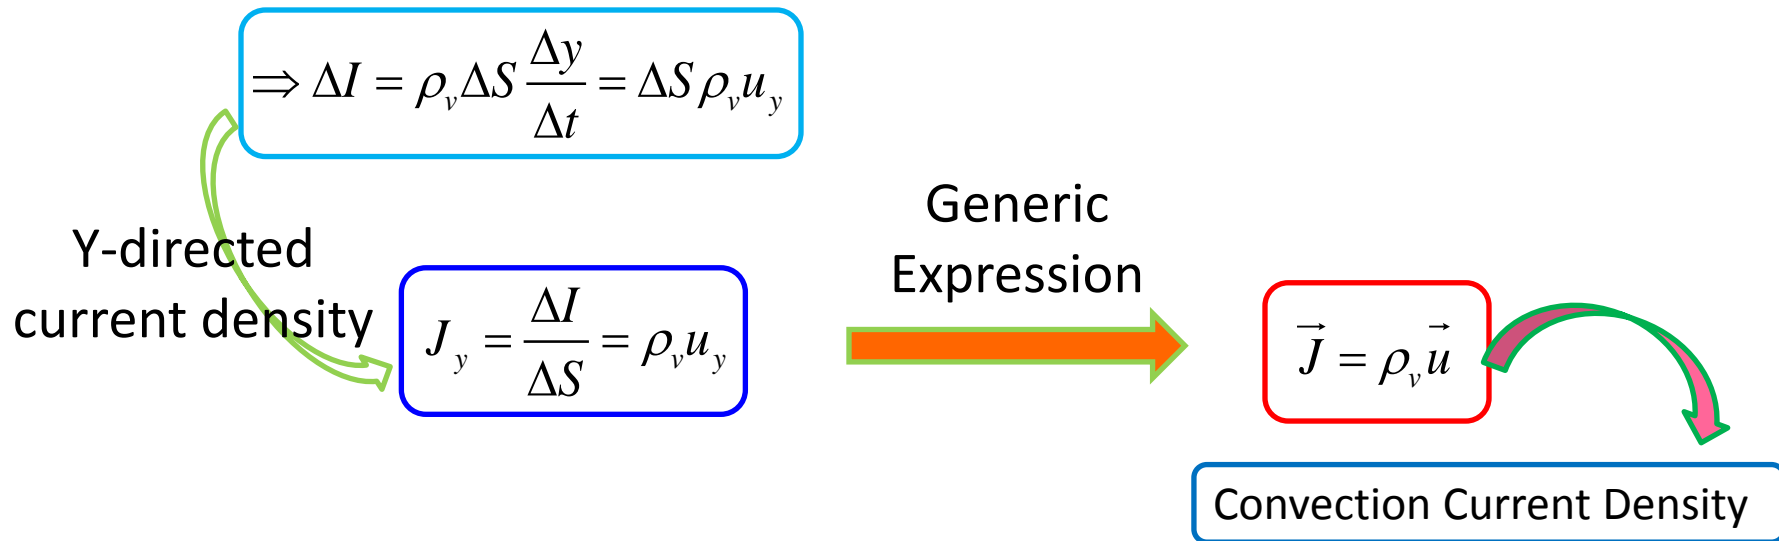 ⇒ ΔI = ρ_v ΔS Δy/Δt = ΔS ρ_v u_y
Y-directed
current density
J_y = ΔI/ΔS = ρ_v u_y
Generic
Expression
J⃗ = ρ_v u⃗
Convection Current Density